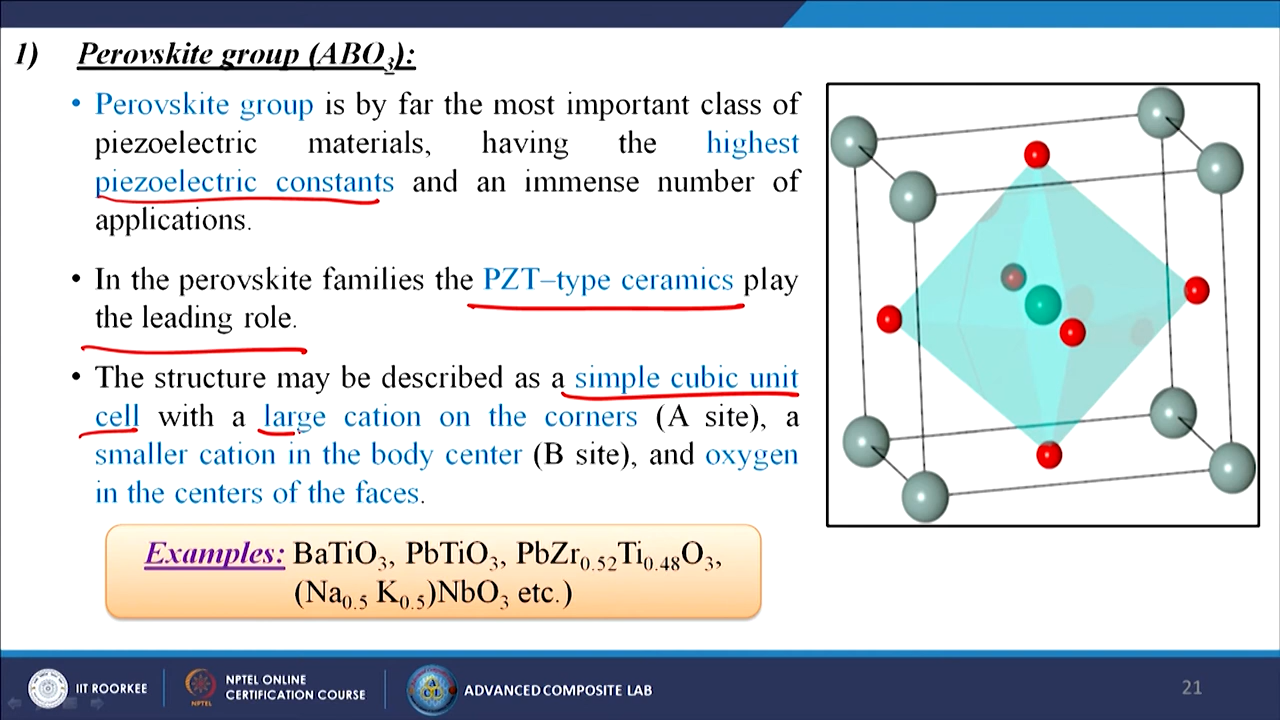 1) Perovskite group (ABO₃):
• Perovskite group is by far the most important class of
piezoelectric materials, having the highest
piezoelectric constants and an immense number of
applications.
• In the perovskite families the PZT–type ceramics play
the leading role.
• The structure may be described as a simple cubic unit
cell with a large cation on the corners (A site), a
smaller cation in the body center (B site), and oxygen
in the centers of the faces.
Examples: BaTiO₃, PbTiO₃, PbZr₀.₅₂Ti₀.₄₈O₃,
(Na₀.₅ K₀.₅)NbO₃ etc.)
IIT ROORKEE
NPTEL
NPTEL ONLINE
CERTIFICATION COURSE
ADVANCED COMPOSITE LAB
21